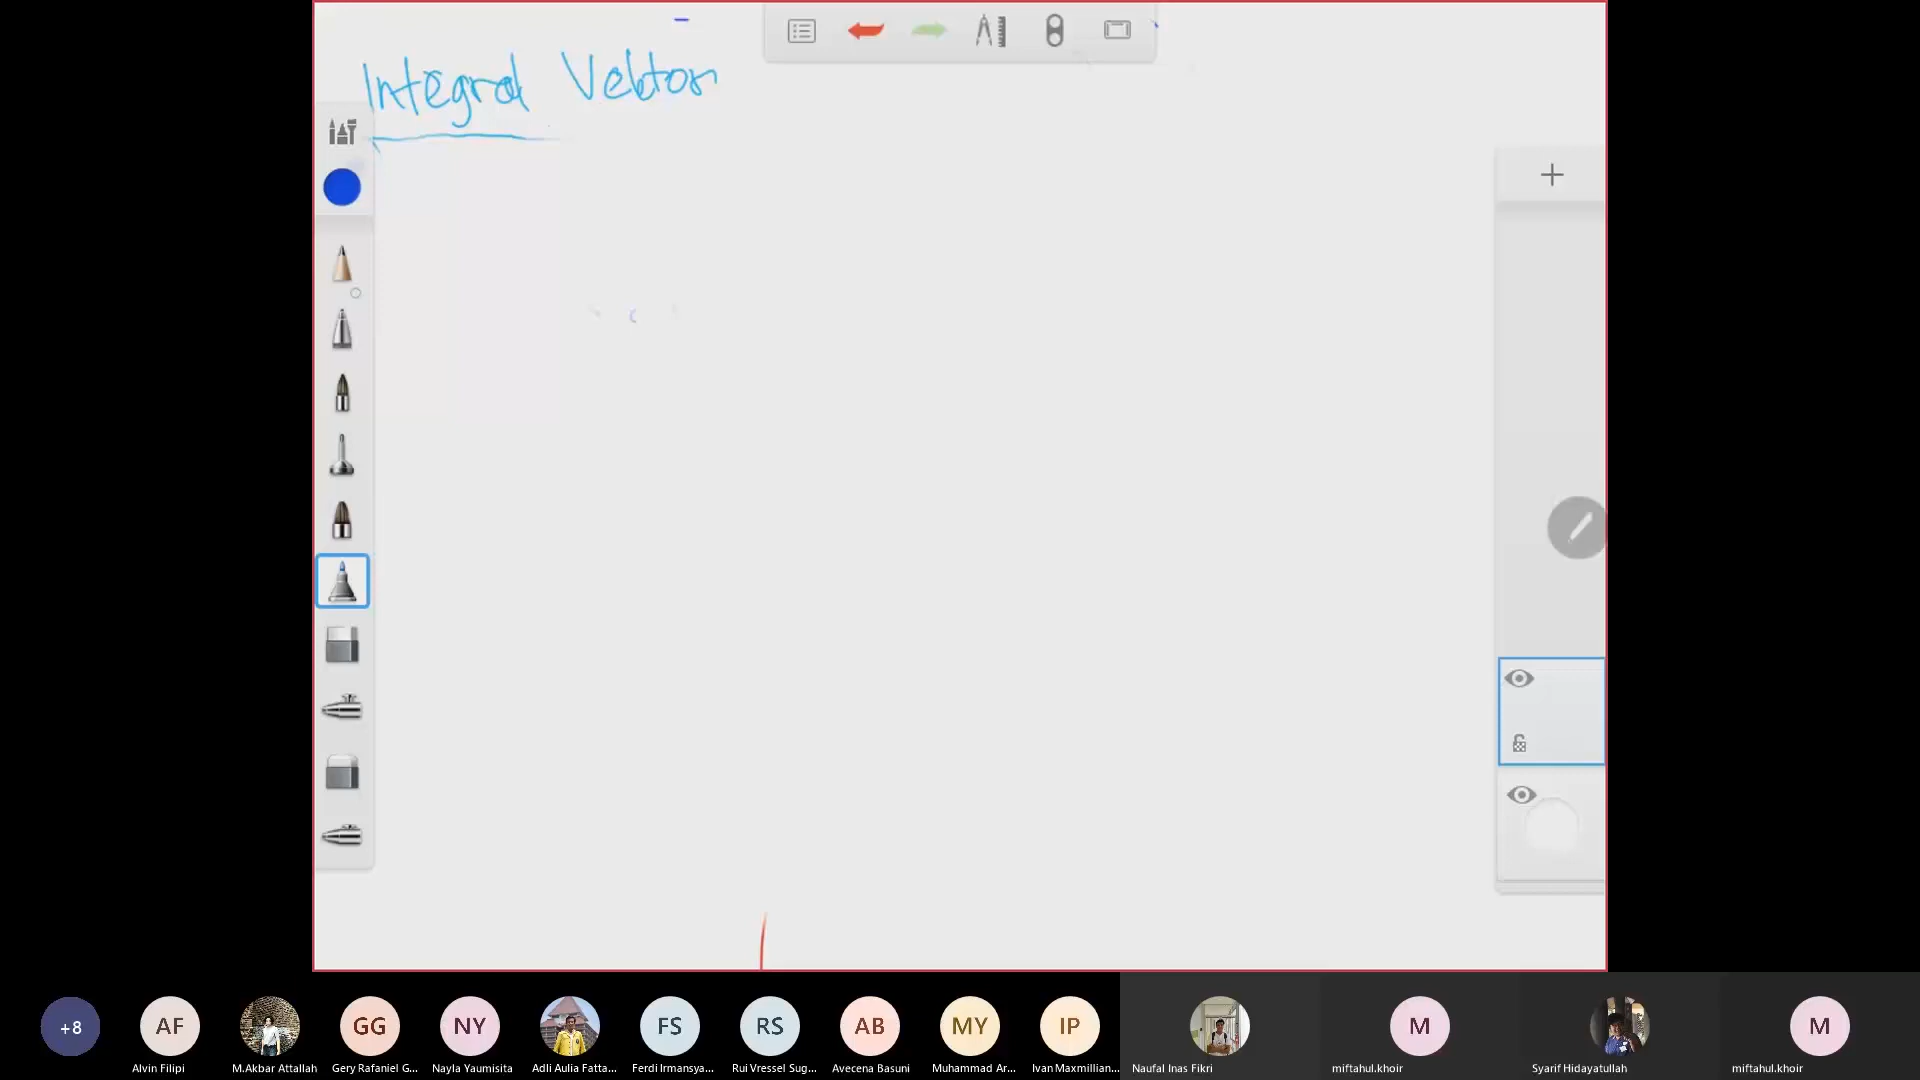 Integral Vektor
+8
AF
GG
NY
FS
RS
AB
MY
IP
M
M
Alvin Filipi
M.Akbar Attallah
Gery Rafaniel G...
Nayla Yaumisita
Adli Aulia Fatta...
Ferdi Irmansya...
Rui Vressel Sug...
Avecena Basuni
Muhammad Ar...
Ivan Maxmillian...
Naufal Inas Fikri
miftahul.khoir
Syarif Hidayatullah
miftahul.khoir